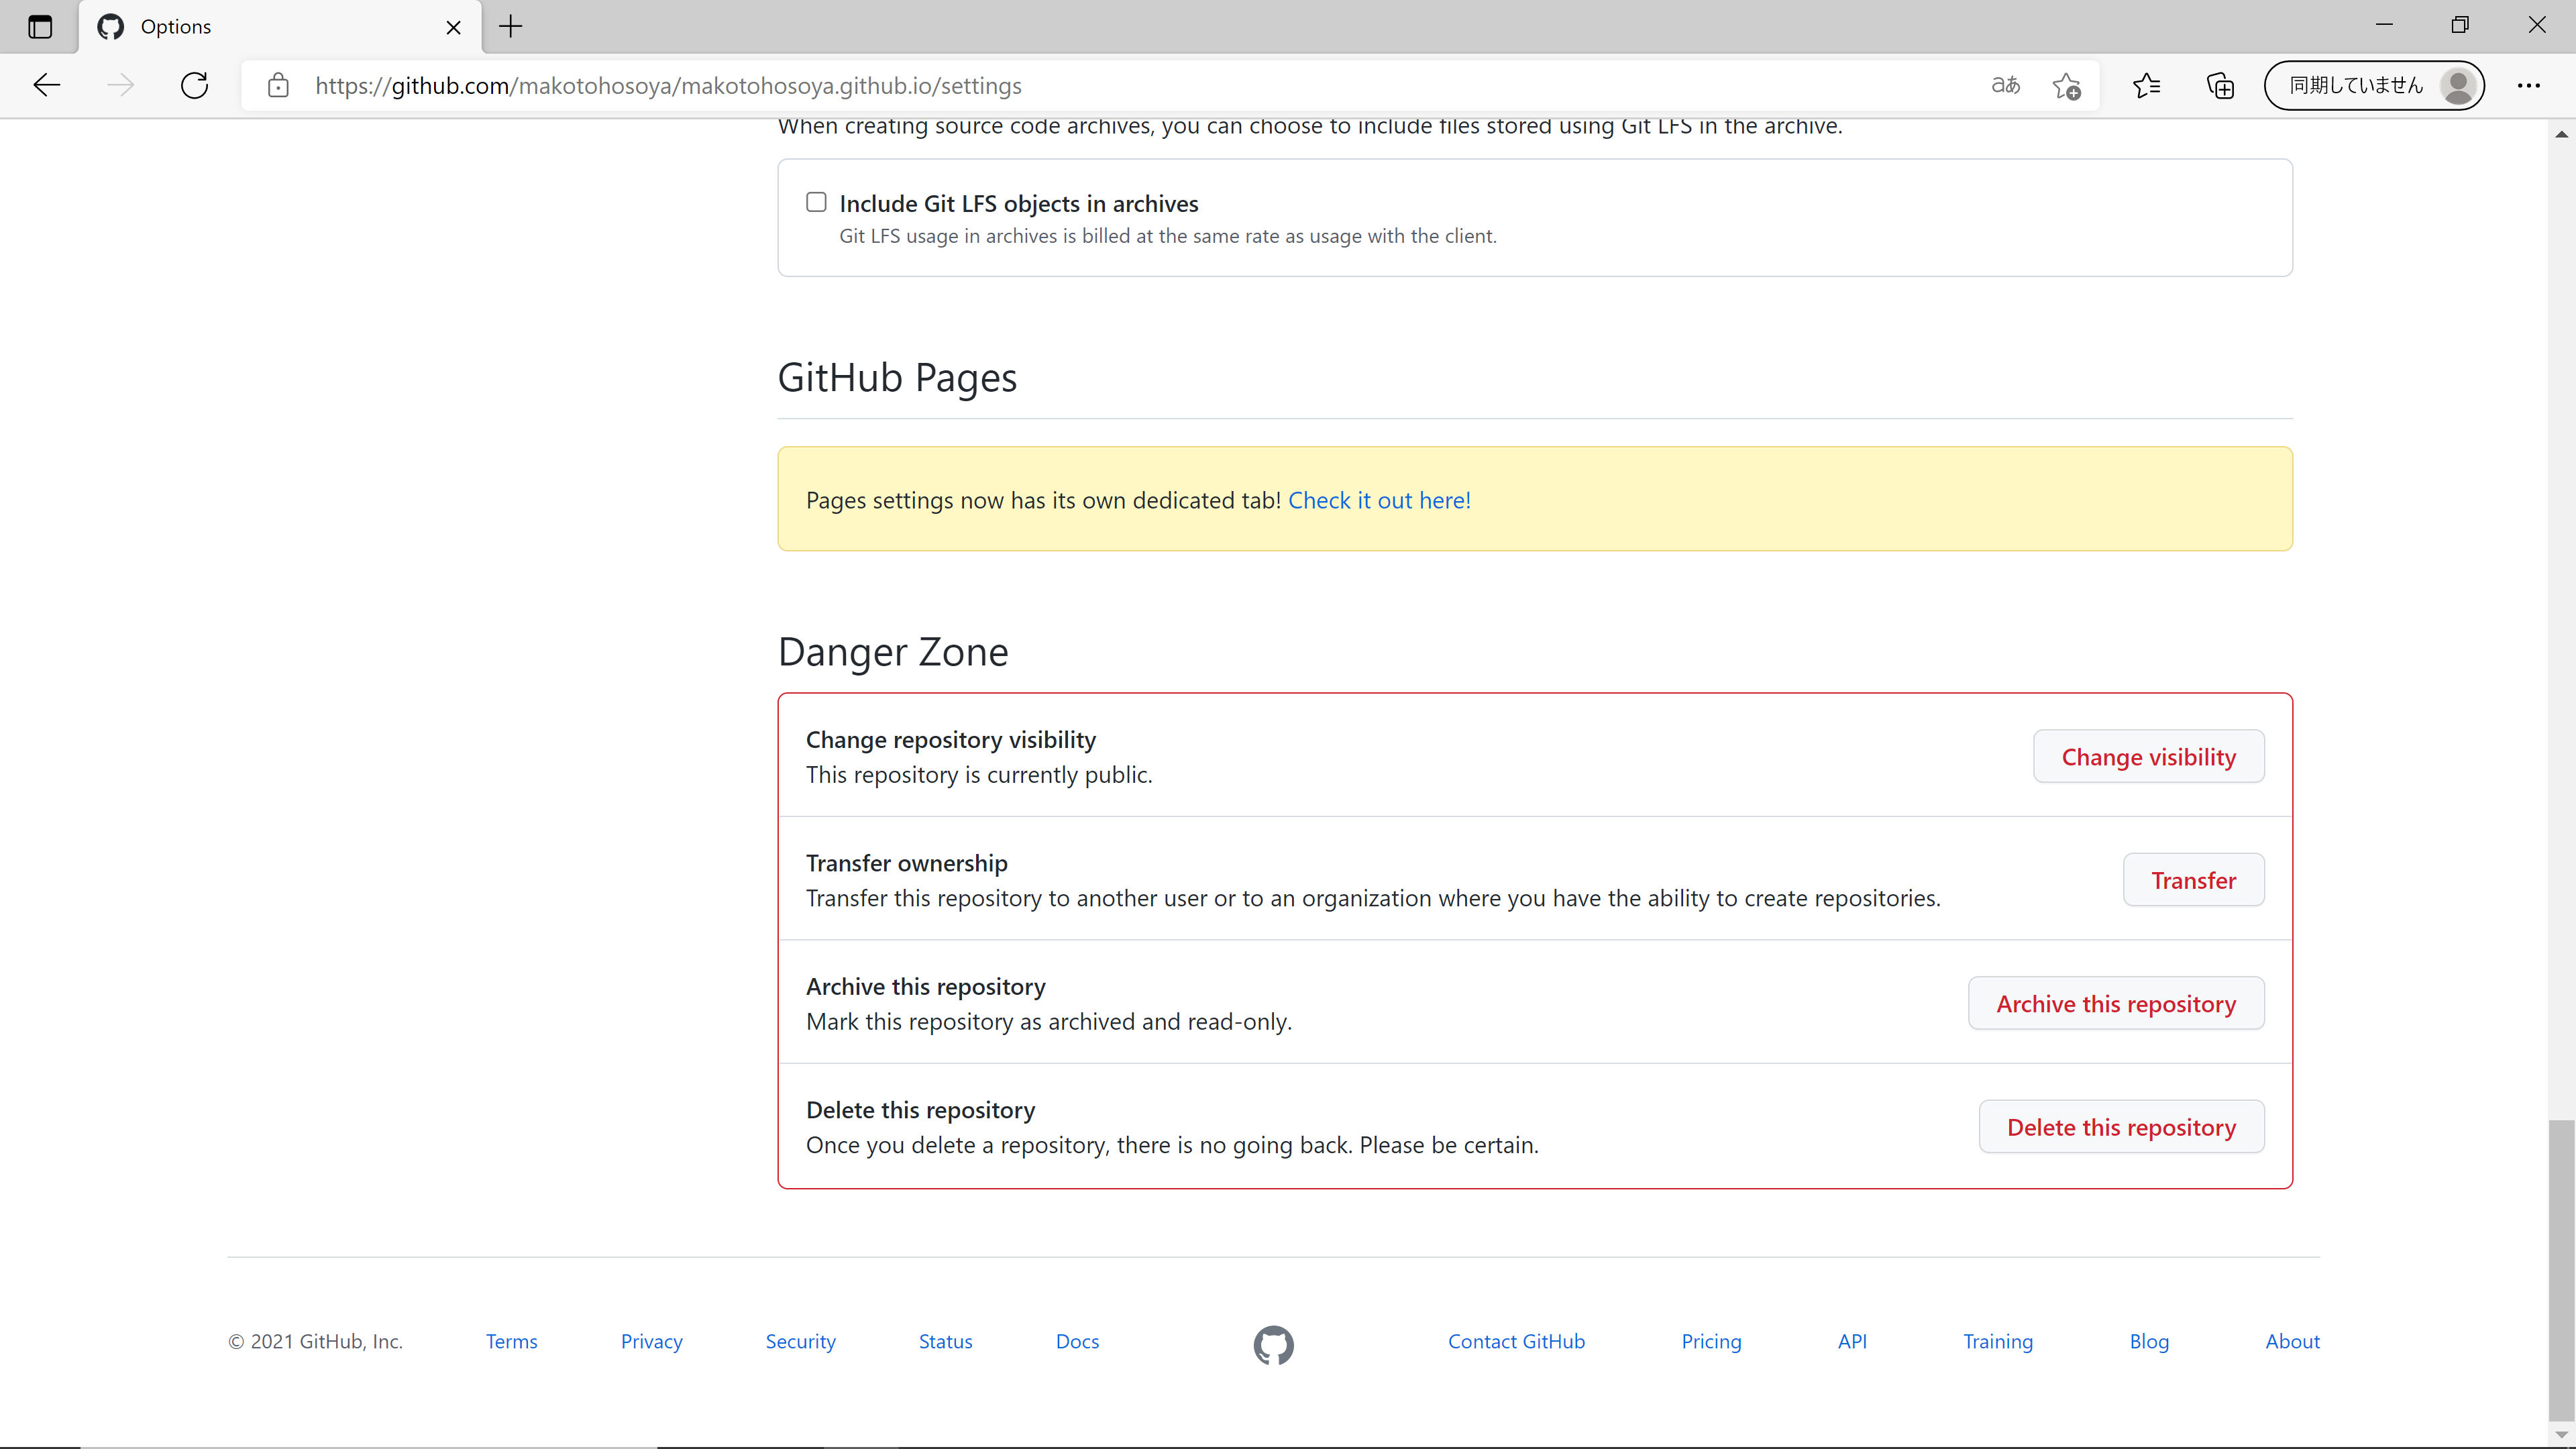 Options
https://github.com/makotohosoya/makotohosoya.github.io/settings
aあ
同期していません
When creating source code archives, you can choose to include files stored using Git LFS in the archive.
Include Git LFS objects in archives
Git LFS usage in archives is billed at the same rate as usage with the client.
GitHub Pages
Pages settings now has its own dedicated tab! Check it out here!
Danger Zone
Change repository visibility
This repository is currently public.
Change visibility
Transfer ownership
Transfer this repository to another user or to an organization where you have the ability to create repositories.
Transfer
Archive this repository
Mark this repository as archived and read-only.
Archive this repository
Delete this repository
Once you delete a repository, there is no going back. Please be certain.
Delete this repository
© 2021 GitHub, Inc. Terms Privacy Security Status Docs Contact GitHub Pricing API Training Blog About